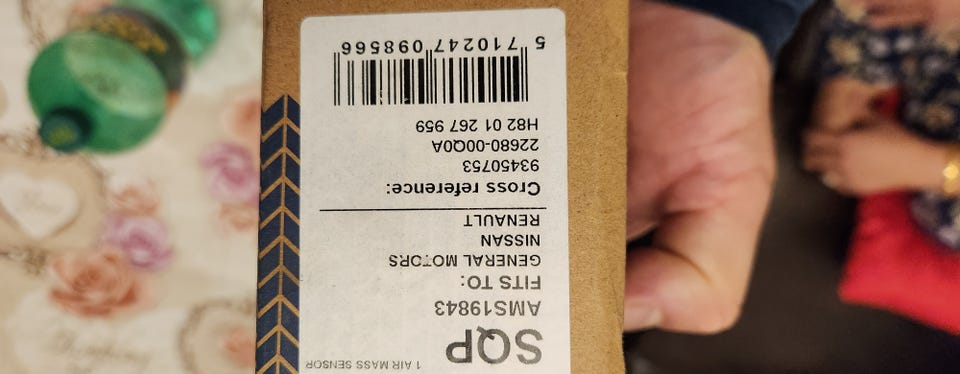 1 AIR MASS SENSOR
SQP
AMS19843
FITS TO:
GENERAL MOTORS
NISSAN
RENAULT
Cross reference:
93450753
22680-00Q0A
H82 01 267 959
5 710247 098566